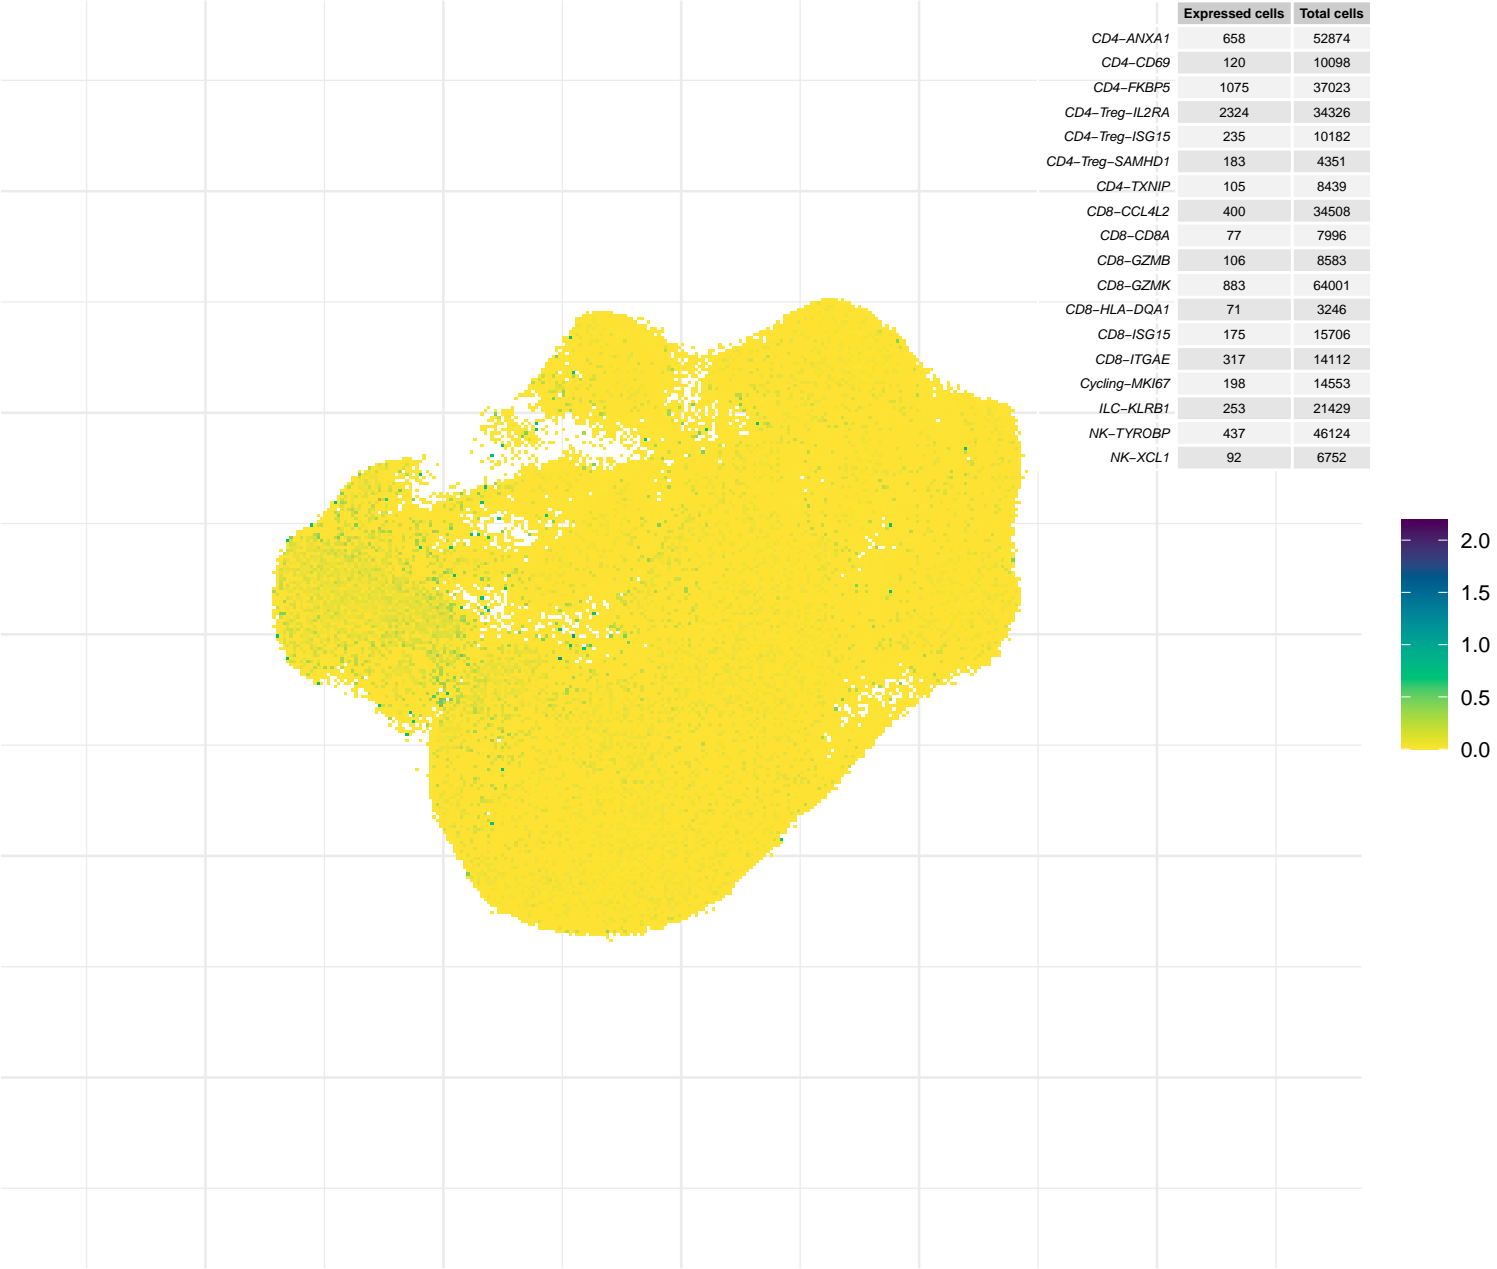 Expressed cells Total cells
CD4−ANXA1 658 52874
CD4−CD69 120 10098
CD4−FKBP5 1075 37023
CD4−Treg−IL2RA 2324 34326
CD4−Treg−ISG15 235 10182
CD4−Treg−SAMHD1 183 4351
CD4−TXNIP 105 8439
CD8−CCL4L2 400 34508
CD8−CD8A 77 7996
CD8−GZMB 106 8583
CD8−GZMK 883 64001
CD8−HLA−DQA1 71 3246
CD8−ISG15 175 15706
CD8−ITGAE 317 14112
Cycling−MKI67 198 14553
ILC−KLRB1 253 21429
NK−TYROBP 437 46124
NK−XCL1 92 6752
2.0
1.5
1.0
0.5
0.0